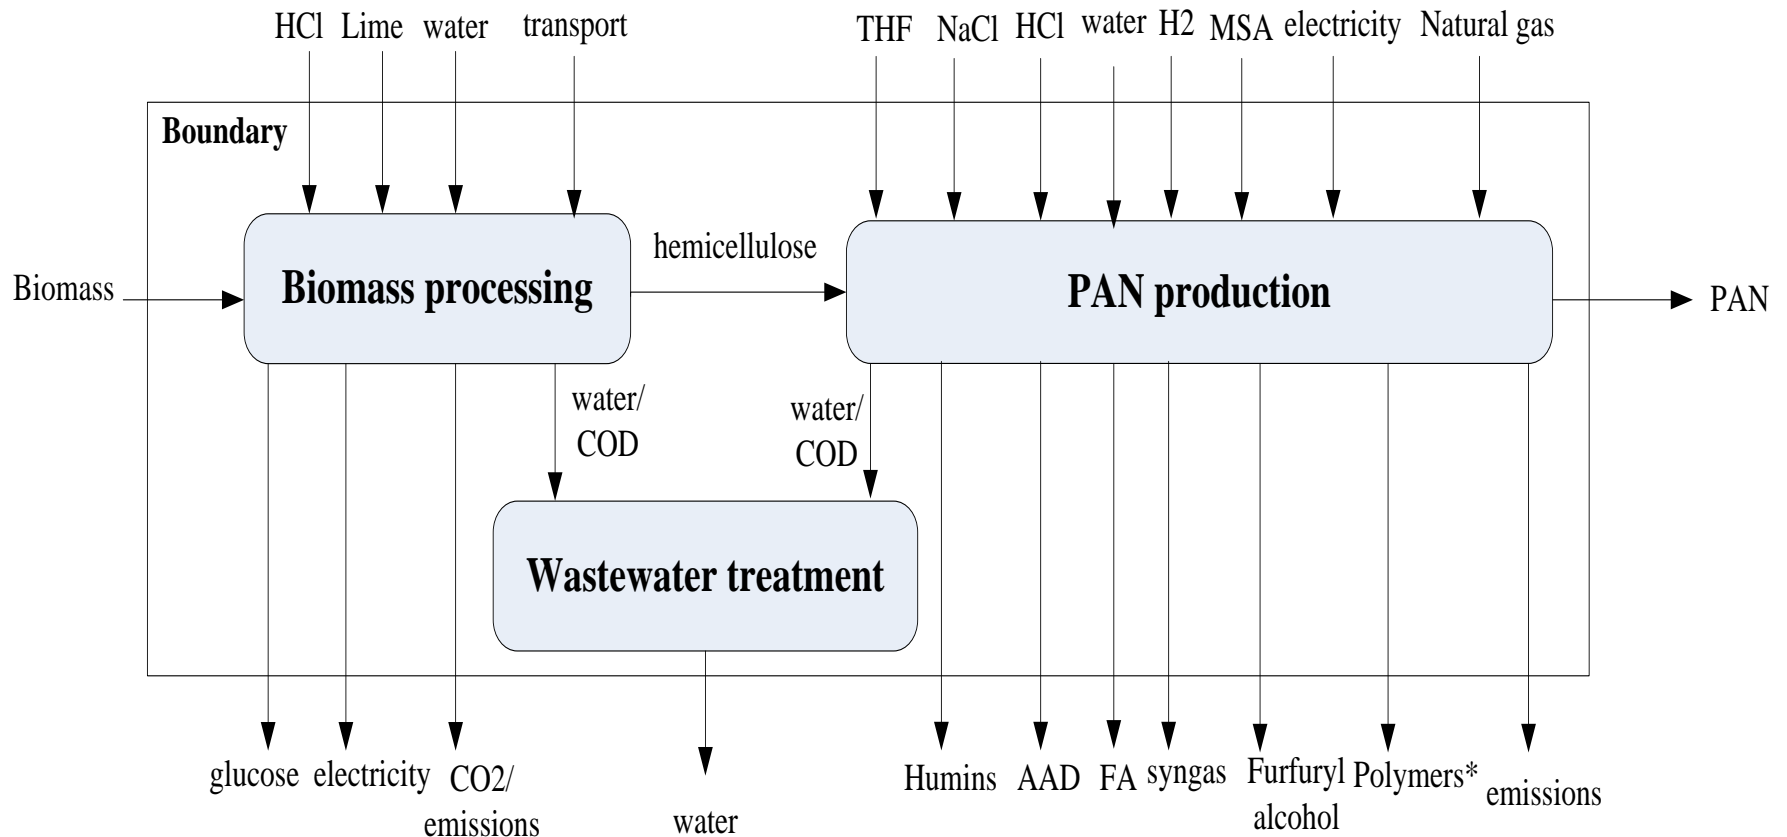 HCl Lime water transport THF NaCl HCl water H2 MSA electricity Natural gas
Boundary
hemicellulose
Biomass Biomass processing PAN production PAN
water/
COD
water/
COD
Wastewater treatment
glucose electricity CO2/
emissions
water
Humins AAD FA syngas Furfuryl
alcohol
Polymers* emissions